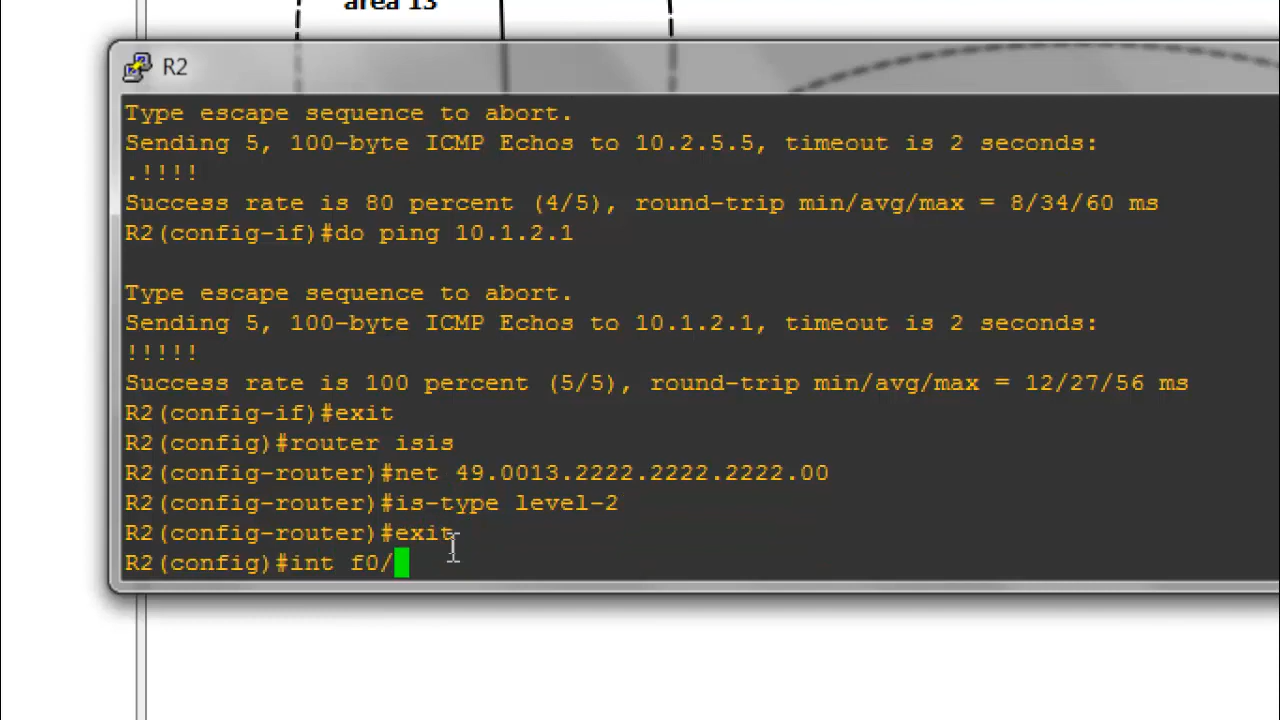 area 13
R2
Type escape sequence to abort.
Sending 5, 100-byte ICMP Echos to 10.2.5.5, timeout is 2 seconds:
.!!!!
Success rate is 80 percent (4/5), round-trip min/avg/max = 8/34/60 ms
R2(config-if)#do ping 10.1.2.1
Type escape sequence to abort.
Sending 5, 100-byte ICMP Echos to 10.1.2.1, timeout is 2 seconds:
!!!!!
Success rate is 100 percent (5/5), round-trip min/avg/max = 12/27/56 ms
R2(config-if)#exit
R2(config)#router isis
R2(config-router)#net 49.0013.2222.2222.2222.00
R2(config-router)#is-type level-2
R2(config-router)#exit
R2(config)#int f0/